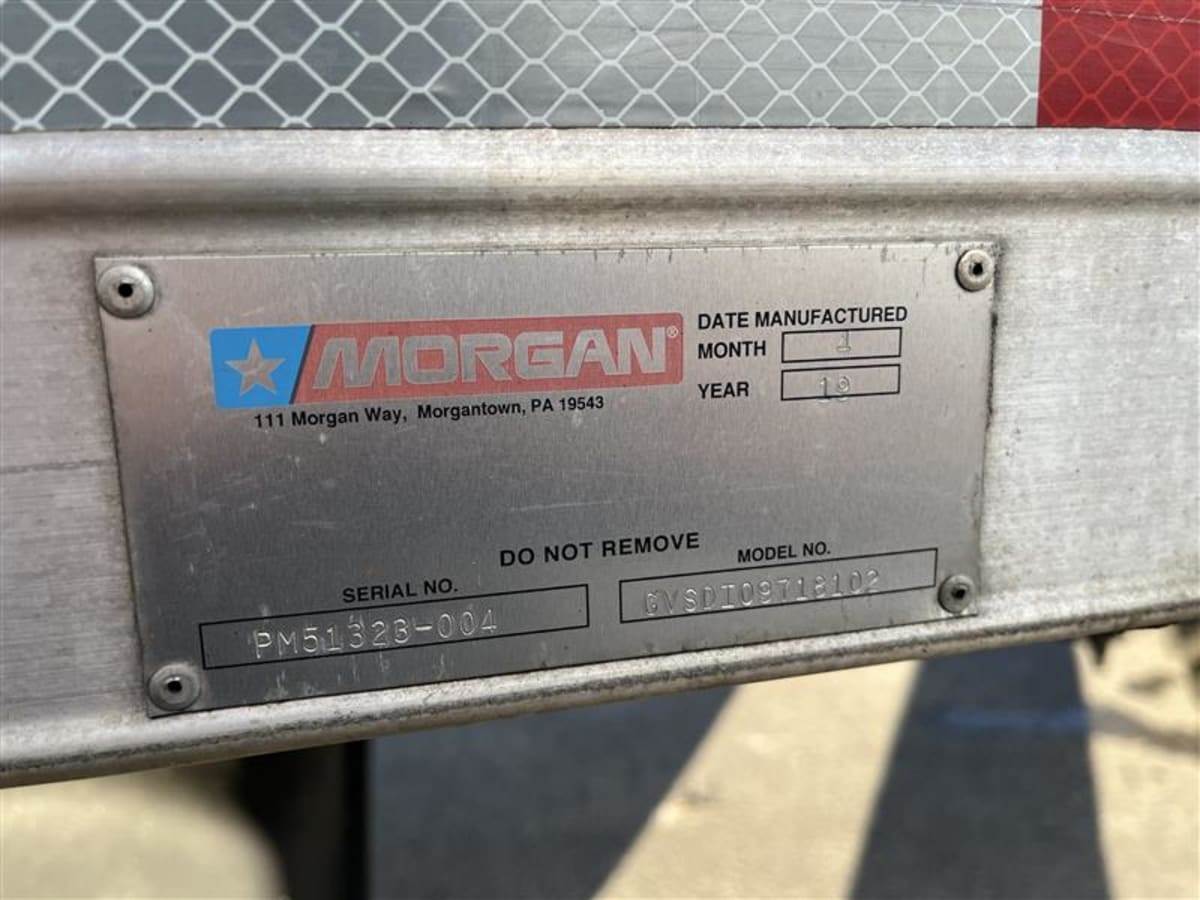 MORGAN®
111 Morgan Way, Morgantown, PA 19543
DATE MANUFACTURED
MONTH 1
YEAR 19
DO NOT REMOVE
SERIAL NO.
PM51323-004
MODEL NO.
GVSDI09718102